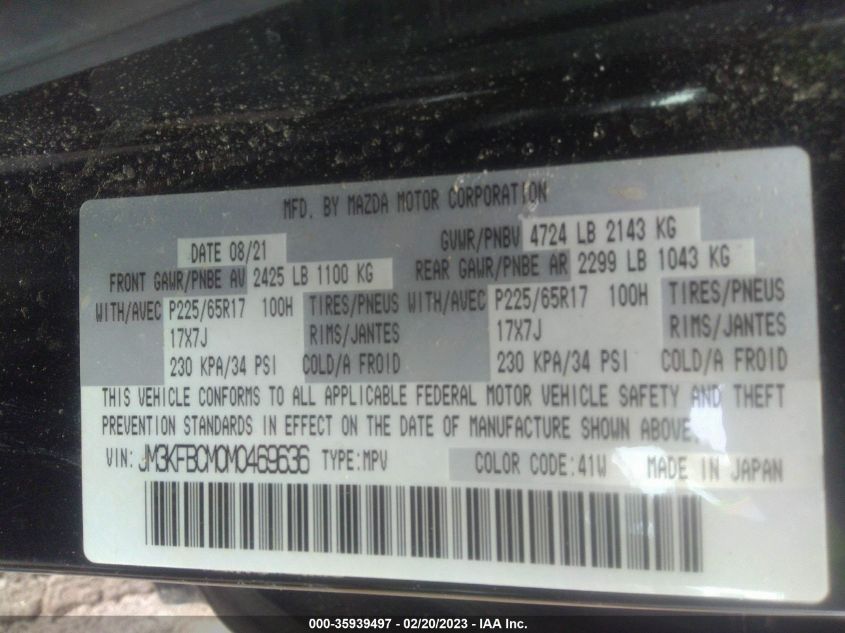 MFD. BY MAZDA MOTOR CORPORATION
DATE 08/21 GVWR/PNBV 4724 LB 2143 KG
FRONT GAWR/PNBE AV 2425 LB 1100 KG REAR GAWR/PNBE AR 2299 LB 1043 KG
WITH/AVEC P225/65R17 100H TIRES/PNEUS WITH/AVEC P225/65R17 100H TIRES/PNEUS
17X7J RIMS/JANTES 17X7J RIMS/JANTES
230 KPA/34 PSI COLD/A FROID 230 KPA/34 PSI COLD/A FROID
THIS VEHICLE CONFORMS TO ALL APPLICABLE FEDERAL MOTOR VEHICLE SAFETY AND THEFT
PREVENTION STANDARDS IN EFFECT ON THE DATE OF MANUFACTURE SHOWN ABOVE.
VIN: JM3KFBCM0M0469636 TYPE:MPV COLOR CODE:41W MADE IN JAPAN
000-35939497 - 02/20/2023 - IAA Inc.